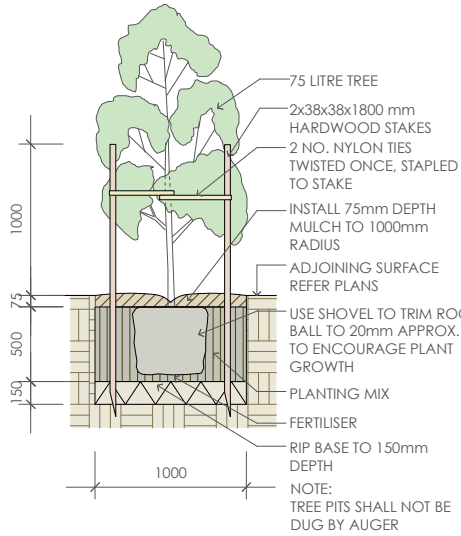 75 LITRE TREE
2x38x38x1800 mm
HARDWOOD STAKES
2 NO. NYLON TIES
TWISTED ONCE, STAPLED
TO STAKE
INSTALL 75mm DEPTH
MULCH TO 1000mm
RADIUS
ADJOINING SURFACE
REFER PLANS
USE SHOVEL TO TRIM ROO
BALL TO 20mm APPROX.
TO ENCOURAGE PLANT
GROWTH
PLANTING MIX
FERTILISER
RIP BASE TO 150mm
DEPTH
NOTE:
TREE PITS SHALL NOT BE
DUG BY AUGER
1000
75
500
150
1000